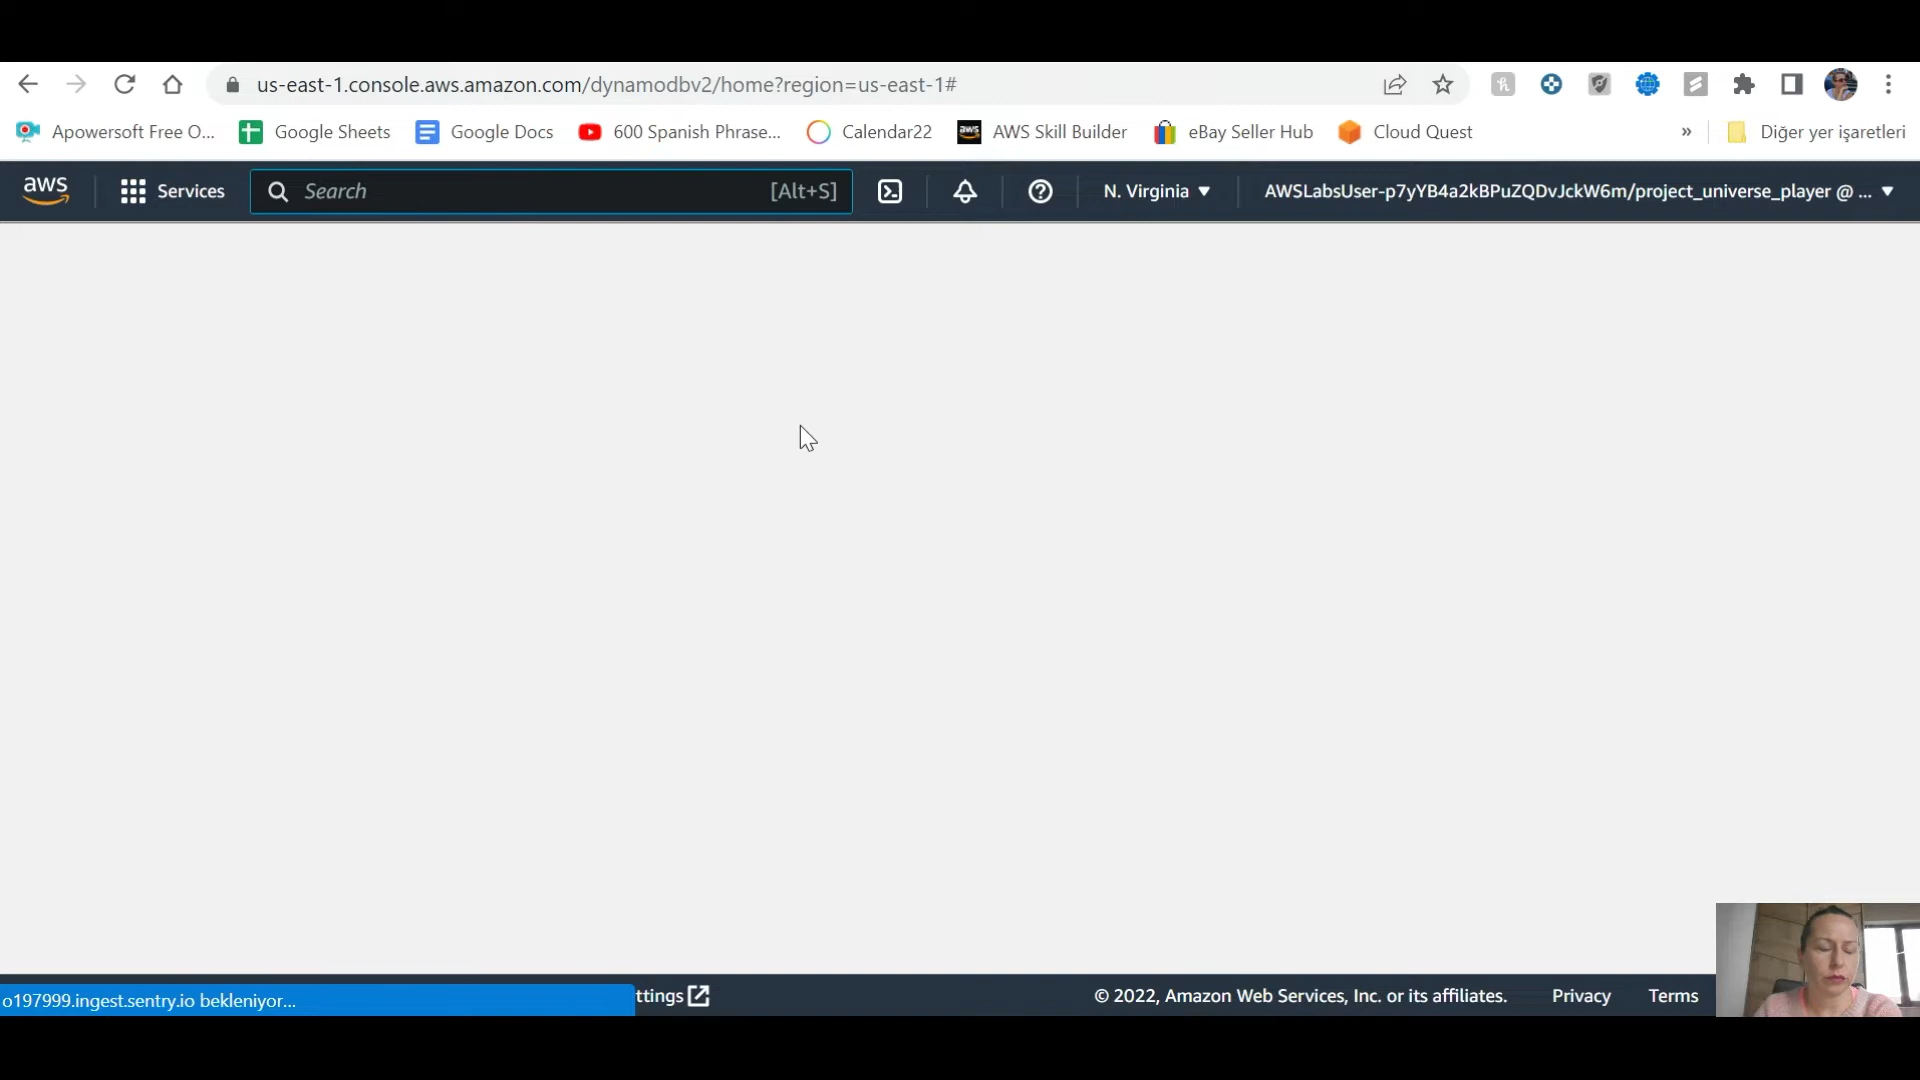 us-east-1.console.aws.amazon.com/dynamodbv2/home?region=us-east-1#
Apowersoft Free O... Google Sheets Google Docs 600 Spanish Phrase... Calendar22 aws AWS Skill Builder eBay Seller Hub Cloud Quest » Diğer yer işaretleri
aws Services Search [Alt+S] N. Virginia ▼ AWSLabsUser-p7yYB4a2kBPuZQDvJckW6m/project_universe_player @ ... ▼
o197999.ingest.sentry.io bekleniyor... ttings © 2022, Amazon Web Services, Inc. or its affiliates. Privacy Terms